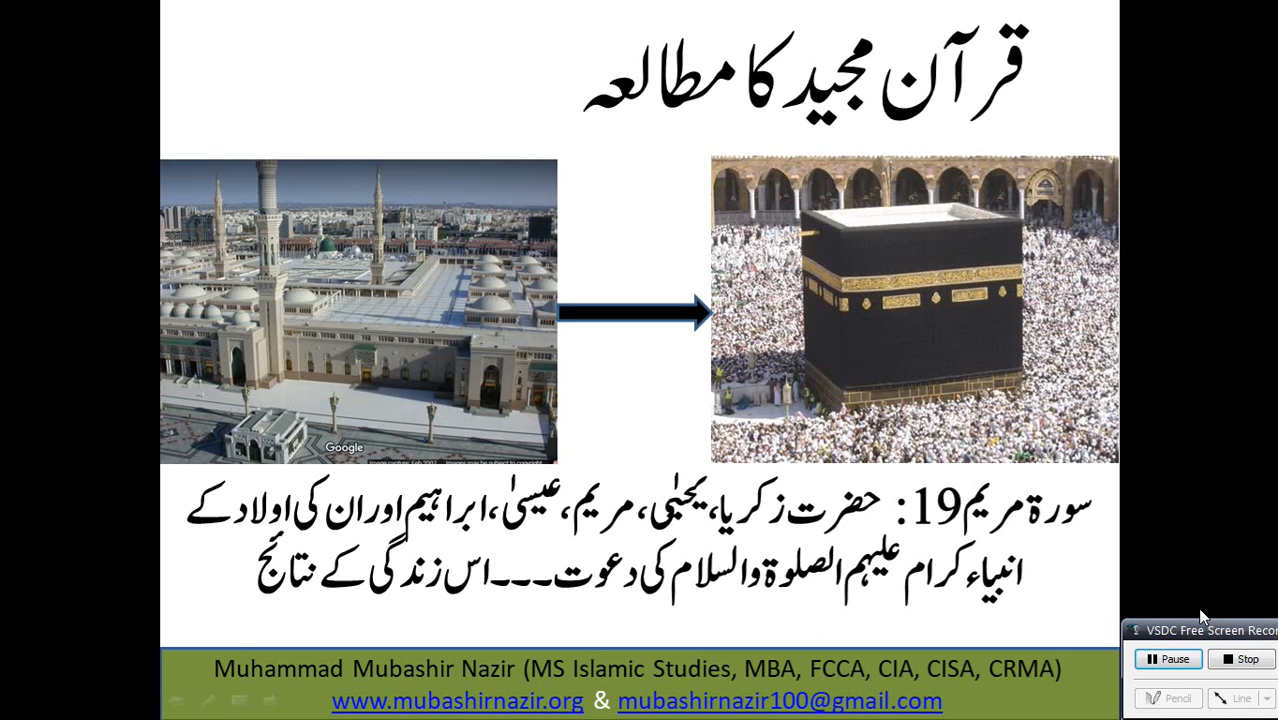 قرآن مجید کا مطالعہ
Google
سورۃ مریم 19: حضرت زکریا، یحییٰ، مریم، عیسیٰ، ابراہیم اور ان کی اولاد کے
انبیاء کرام علیہم الصلوۃ والسلام کی دعوت۔۔۔اس زندگی کے نتائج
Muhammad Mubashir Nazir (MS Islamic Studies, MBA, FCCA, CIA, CISA, CRMA)
www.mubashirnazir.org & mubashirnazir100@gmail.com
VSDC Free Screen Recor
Pause Stop
Pencil Line